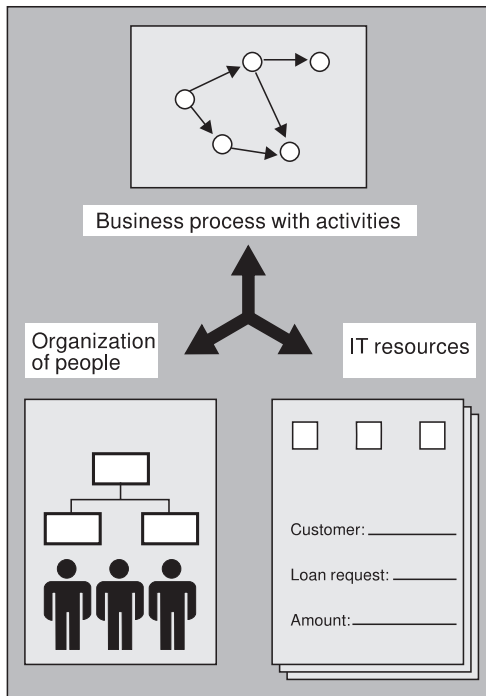 Business process with activities
Organization
of people
IT resources
Customer:
Loan request:
Amount: